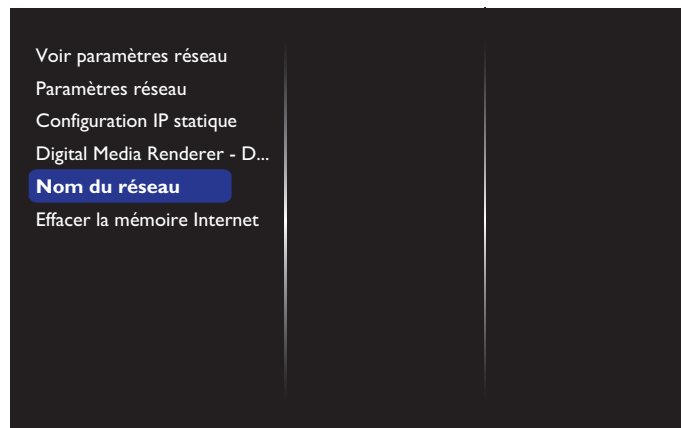 Voir paramètres réseau
Paramètres réseau
Configuration IP statique
Digital Media Renderer - D...
Nom du réseau
Effacer la mémoire Internet